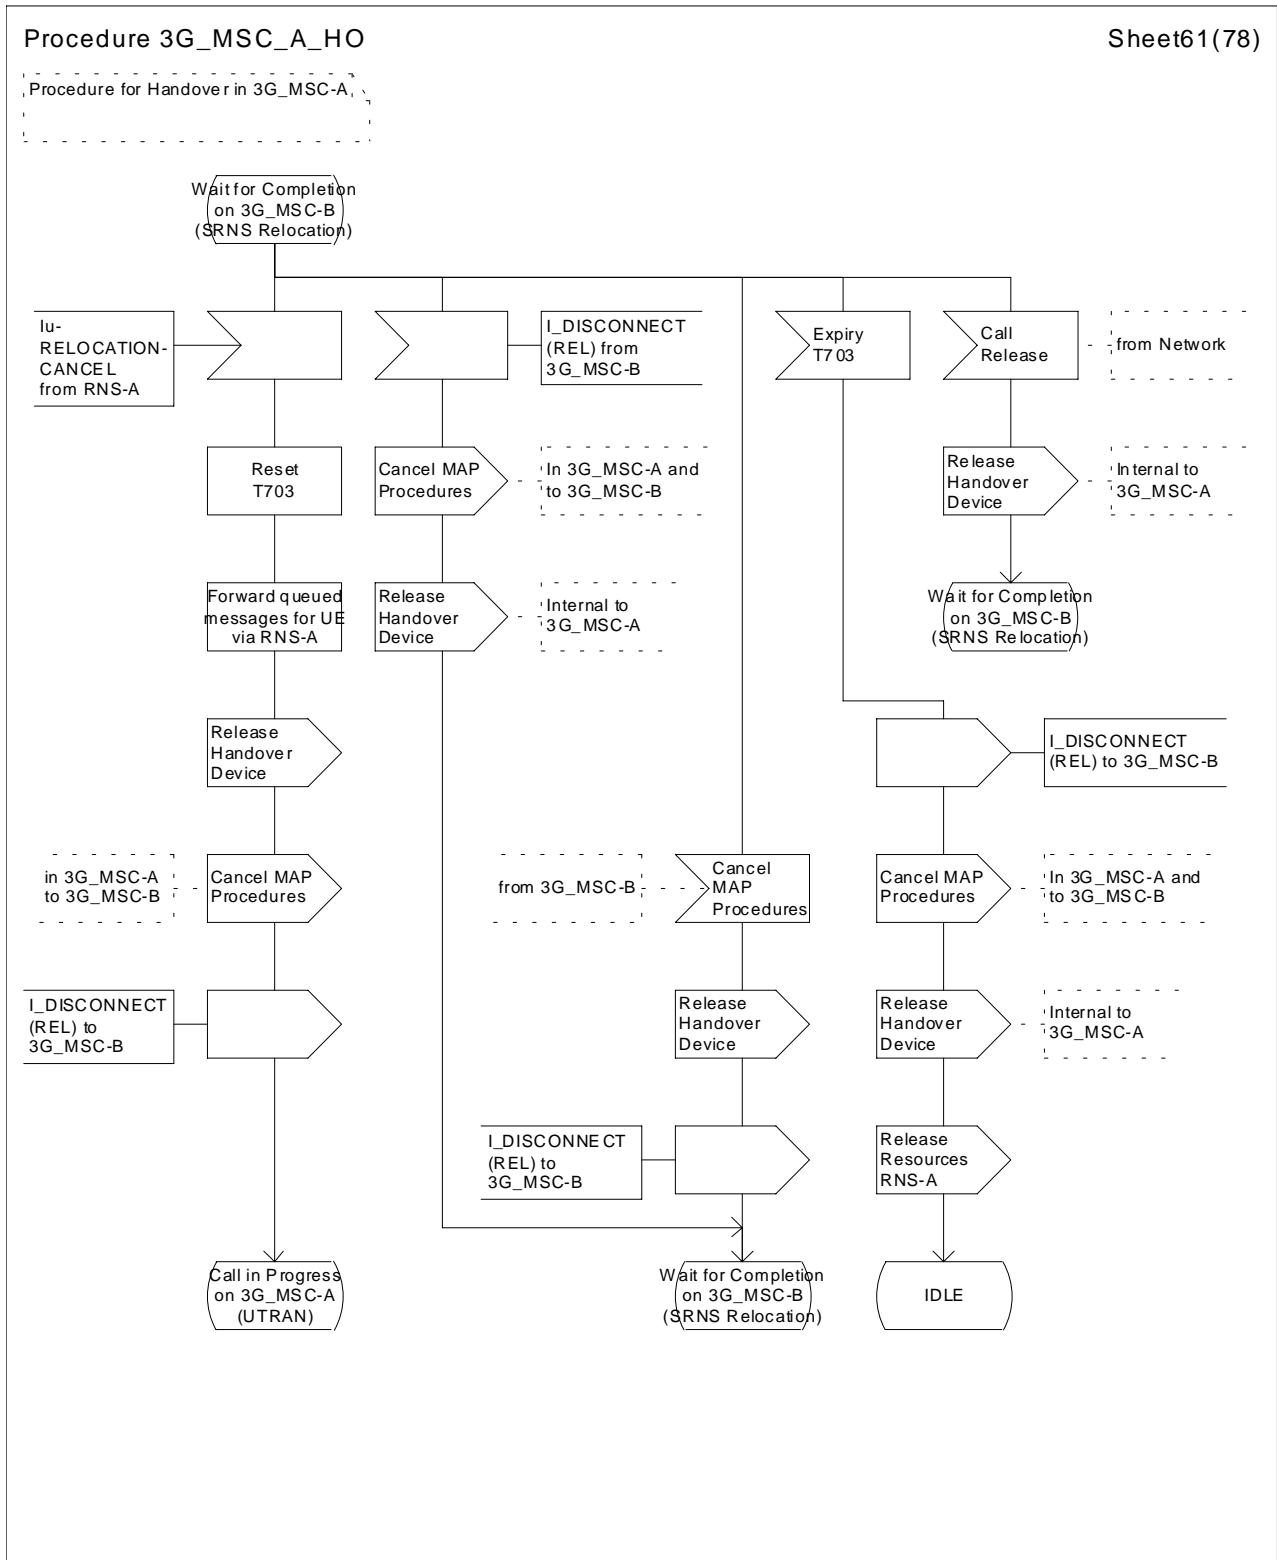 Procedure 3G_MSC_A_HO
Sheet61(78)
Procedure for Handover in 3G_MSC-A
Wait for Completion
on 3G_MSC-B
(SRNS Relocation)
Iu-
RELOCATION-
CANCEL
from RNS-A
I_DISCONNECT
(REL) from
3G_MSC-B
Expiry
T703
Call
Release
from Network
Reset
T703
Cancel MAP
Procedures
In 3G_MSC-A and
to 3G_MSC-B
Release
Handover
Device
Internal to
3G_MSC-A
Forward queued
messages for UE
via RNS-A
Release
Handover
Device
Internal to
3G_MSC-A
Wait for Completion
on 3G_MSC-B
(SRNS Relocation)
Release
Handover
Device
I_DISCONNECT
(REL) to 3G_MSC-B
in 3G_MSC-A
to 3G_MSC-B
Cancel MAP
Procedures
from 3G_MSC-B
Cancel
MAP
Procedures
Cancel MAP
Procedures
In 3G_MSC-A and
to 3G_MSC-B
I_DISCONNECT
(REL) to
3G_MSC-B
Release
Handover
Device
Release
Handover
Device
Internal to
3G_MSC-A
I_DISCONNECT
(REL) to
3G_MSC-B
Release
Resources
RNS-A
Call in Progress
on 3G_MSC-A
(UTRAN)
Wait for Completion
on 3G_MSC-B
(SRNS Relocation)
IDLE